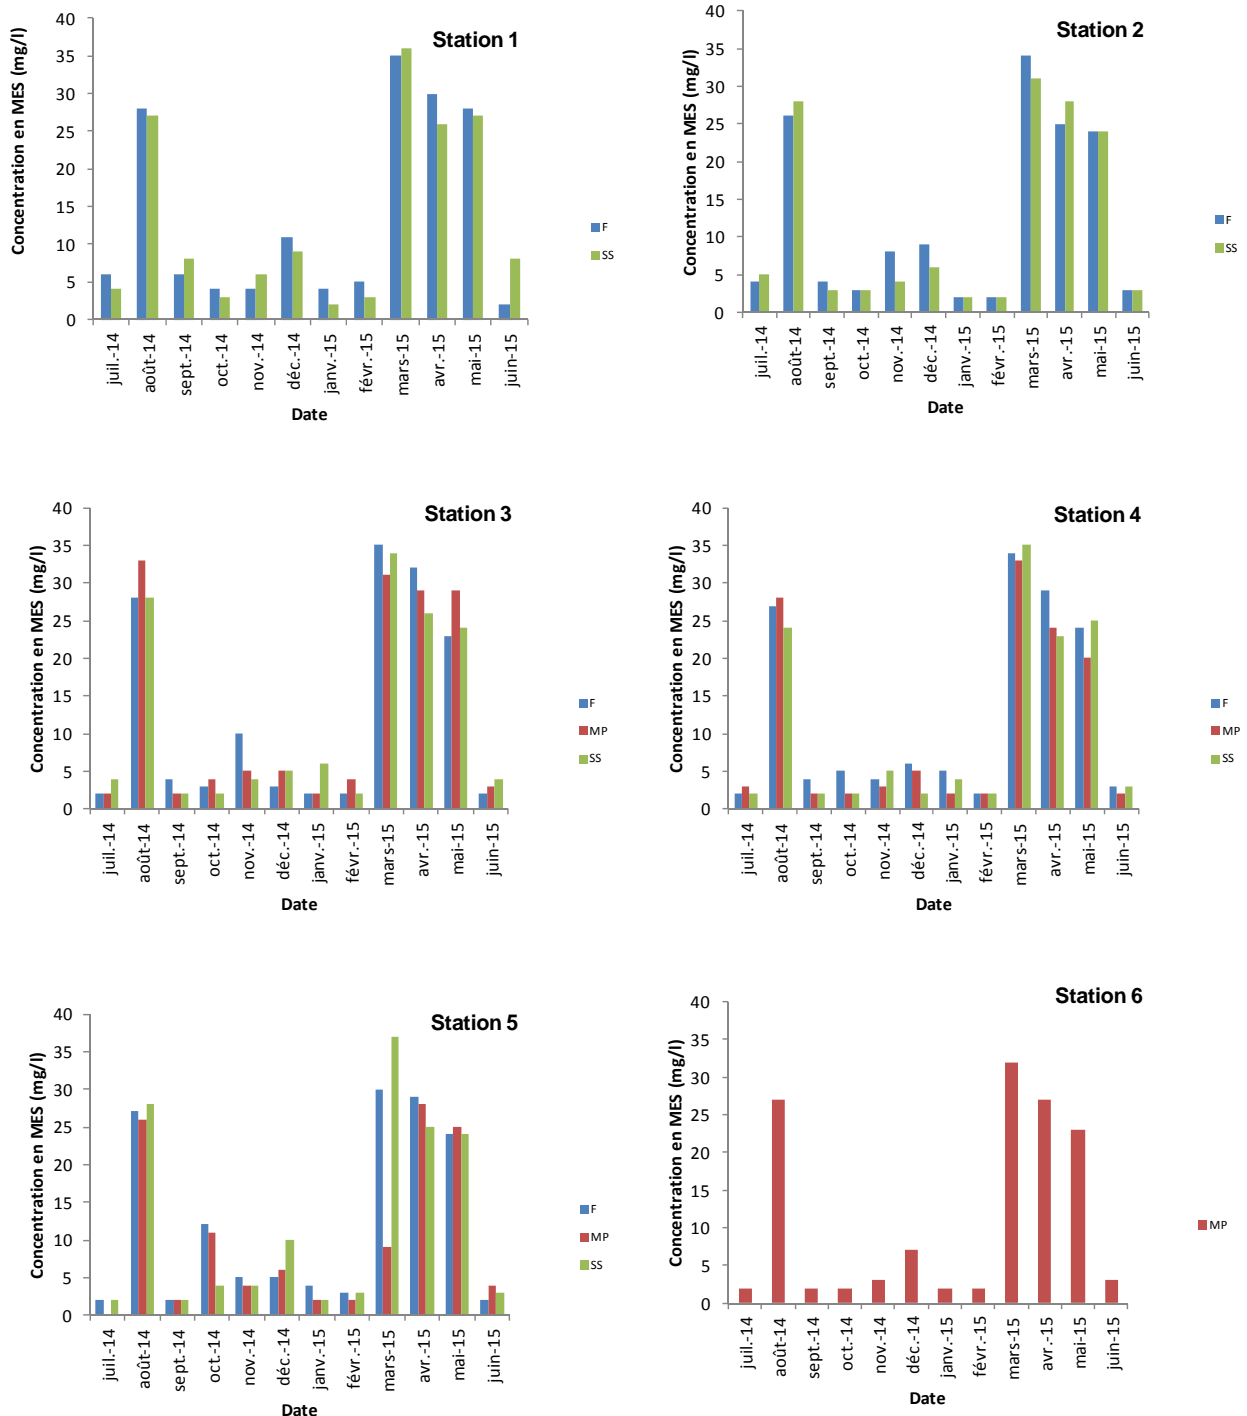 Station 1
Concentration en MES (mg/l)
40
35
30
25
20
15
10
5
0
juil.-14
août-14
sept.-14
oct.-14
nov.-14
déc.-14
janv.-15
févr.-15
mars-15
avr.-15
mai-15
juin-15
Date
F
SS
Station 2
Concentration en MES (mg/l)
40
35
30
25
20
15
10
5
0
juil.-14
août-14
sept.-14
oct.-14
nov.-14
déc.-14
janv.-15
févr.-15
mars-15
avr.-15
mai-15
juin-15
Date
F
SS
Station 3
Concentration en MES (mg/l)
40
35
30
25
20
15
10
5
0
juil.-14
août-14
sept.-14
oct.-14
nov.-14
déc.-14
janv.-15
févr.-15
mars-15
avr.-15
mai-15
juin-15
Date
F
MP
SS
Station 4
Concentration en MES (mg/l)
40
35
30
25
20
15
10
5
0
juil.-14
août-14
sept.-14
oct.-14
nov.-14
déc.-14
janv.-15
févr.-15
mars-15
avr.-15
mai-15
juin-15
Date
F
MP
SS
Station 5
Concentration en MES (mg/l)
40
35
30
25
20
15
10
5
0
juil.-14
août-14
sept.-14
oct.-14
nov.-14
déc.-14
janv.-15
févr.-15
mars-15
avr.-15
mai-15
juin-15
Date
F
MP
SS
Station 6
Concentration en MES (mg/l)
40
35
30
25
20
15
10
5
0
juil.-14
août-14
sept.-14
oct.-14
nov.-14
déc.-14
janv.-15
févr.-15
mars-15
avr.-15
mai-15
juin-15
Date
MP